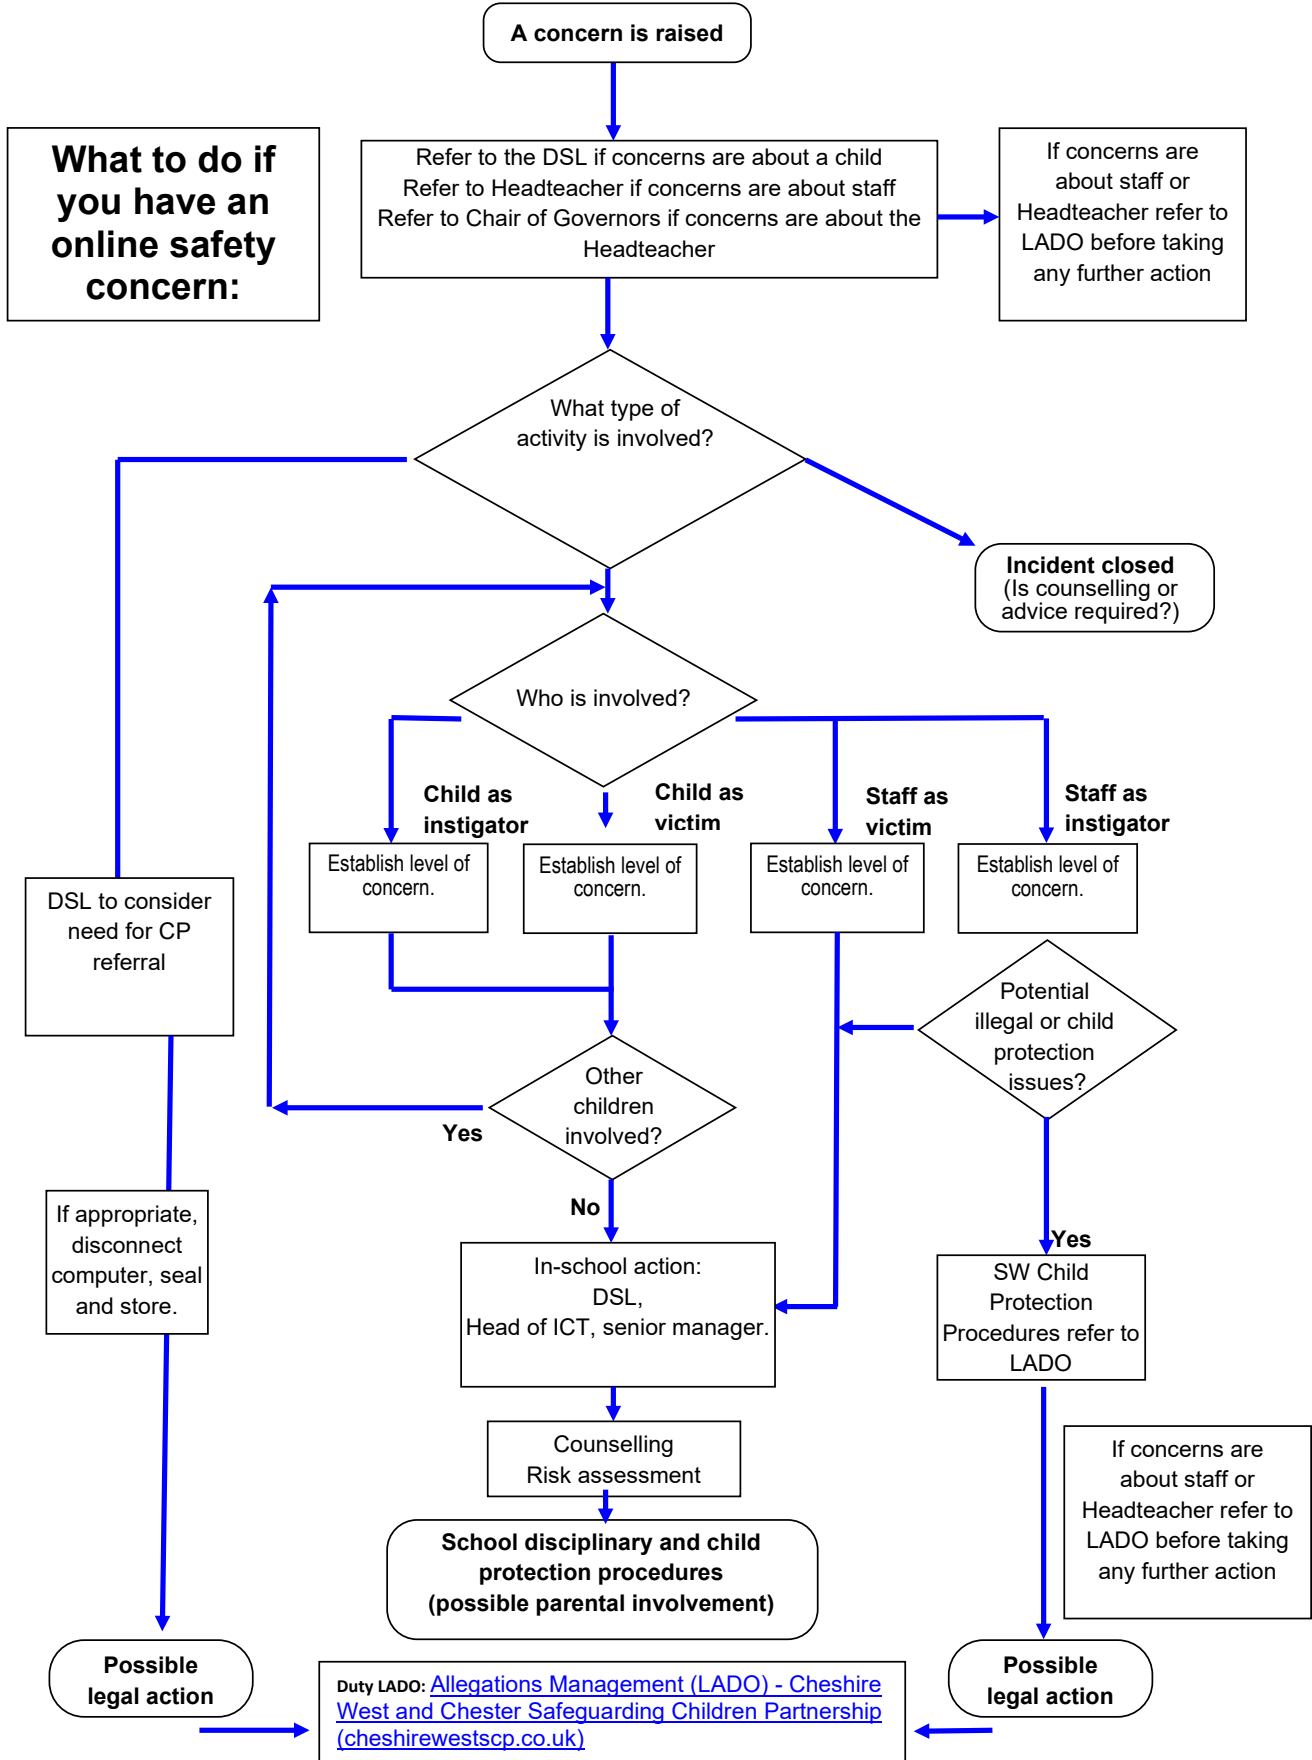 A concern is raised
What to do if
you have an
online safety
concern:
Refer to the DSL if concerns are about a child
Refer to Headteacher if concerns are about staff
Refer to Chair of Governors if concerns are about the
Headteacher
If concerns are
about staff or
Headteacher refer to
LADO before taking
any further action
What type of
activity is involved?
Incident closed
(Is counselling or
advice required?)
Who is involved?
Child as
instigator
Child as
victim
Staff as
victim
Staff as
instigator
Establish level of
concern.
Establish level of
concern.
Establish level of
concern.
Establish level of
concern.
DSL to consider
need for CP
referral
Potential
illegal or child
protection
issues?
Other
children
involved?
Yes
No
If appropriate,
disconnect
computer, seal
and store.
In-school action:
DSL,
Head of ICT, senior manager.
Yes
SW Child
Protection
Procedures refer to
LADO
Counselling
Risk assessment
If concerns are
about staff or
Headteacher refer to
LADO before taking
any further action
School disciplinary and child
protection procedures
(possible parental involvement)
Possible
legal action
Possible
legal action
Duty LADO: Allegations Management (LADO) - Cheshire
West and Chester Safeguarding Children Partnership
(cheshirewestscp.co.uk)